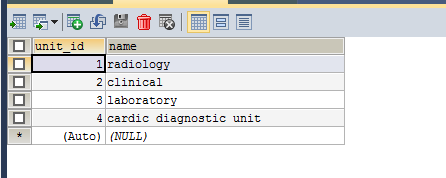 unit_id name
1 radiology
2 clinical
3 laboratory
4 cardic diagnostic unit
* (Auto) (NULL)